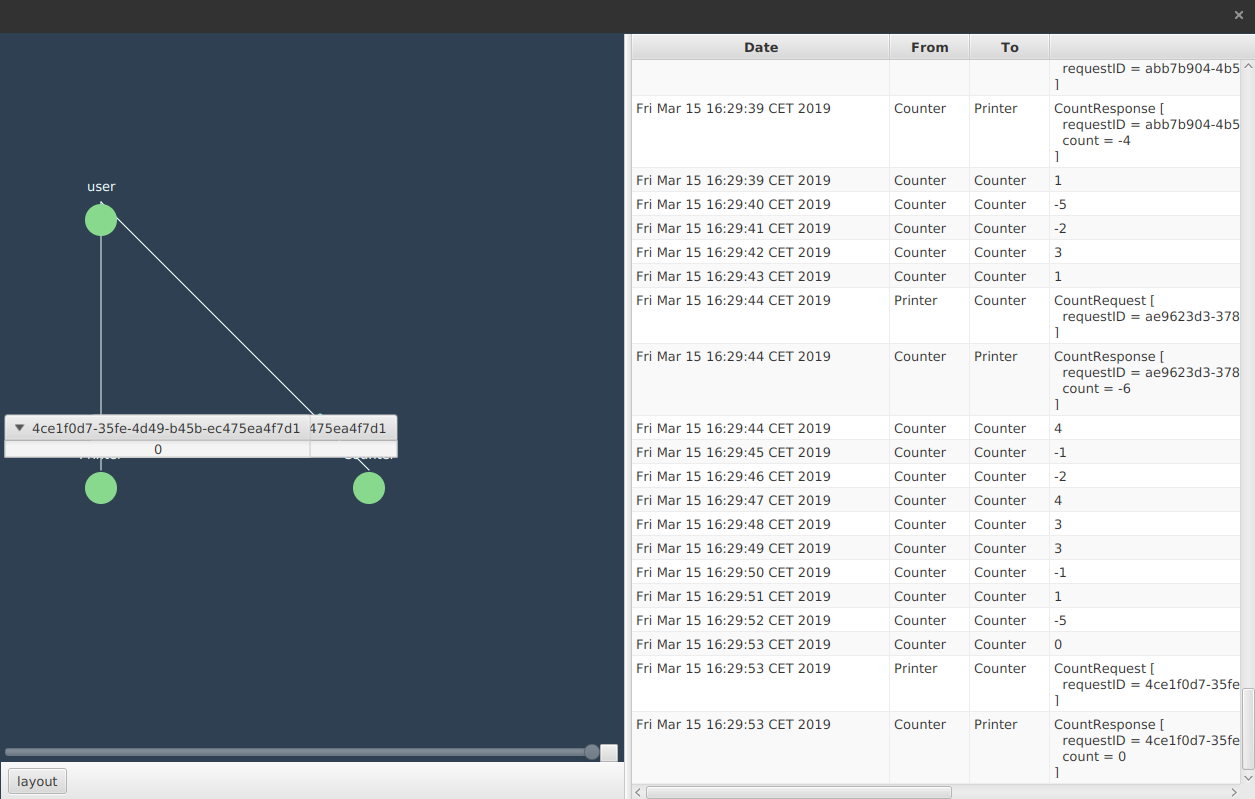 ×
user
4ce1f0d7-35fe-4d49-b45b-ec475ea4f7d1 475ea4f7d1
0
Printer Counter
layout
Date From To
requestID = abb7b904-4b5
]
Fri Mar 15 16:29:39 CET 2019 Counter Printer CountResponse [
requestID = abb7b904-4b5
count = -4
]
Fri Mar 15 16:29:39 CET 2019 Counter Counter 1
Fri Mar 15 16:29:40 CET 2019 Counter Counter -5
Fri Mar 15 16:29:41 CET 2019 Counter Counter -2
Fri Mar 15 16:29:42 CET 2019 Counter Counter 3
Fri Mar 15 16:29:43 CET 2019 Counter Counter 1
Fri Mar 15 16:29:44 CET 2019 Printer Counter CountRequest [
requestID = ae9623d3-378
]
Fri Mar 15 16:29:44 CET 2019 Counter Printer CountResponse [
requestID = ae9623d3-378
count = -6
]
Fri Mar 15 16:29:44 CET 2019 Counter Counter 4
Fri Mar 15 16:29:45 CET 2019 Counter Counter -1
Fri Mar 15 16:29:46 CET 2019 Counter Counter -2
Fri Mar 15 16:29:47 CET 2019 Counter Counter 4
Fri Mar 15 16:29:48 CET 2019 Counter Counter 3
Fri Mar 15 16:29:49 CET 2019 Counter Counter 3
Fri Mar 15 16:29:50 CET 2019 Counter Counter -1
Fri Mar 15 16:29:51 CET 2019 Counter Counter 1
Fri Mar 15 16:29:52 CET 2019 Counter Counter -5
Fri Mar 15 16:29:53 CET 2019 Counter Counter 0
Fri Mar 15 16:29:53 CET 2019 Printer Counter CountRequest [
requestID = 4ce1f0d7-35fe
]
Fri Mar 15 16:29:53 CET 2019 Counter Printer CountResponse [
requestID = 4ce1f0d7-35fe
count = 0
]